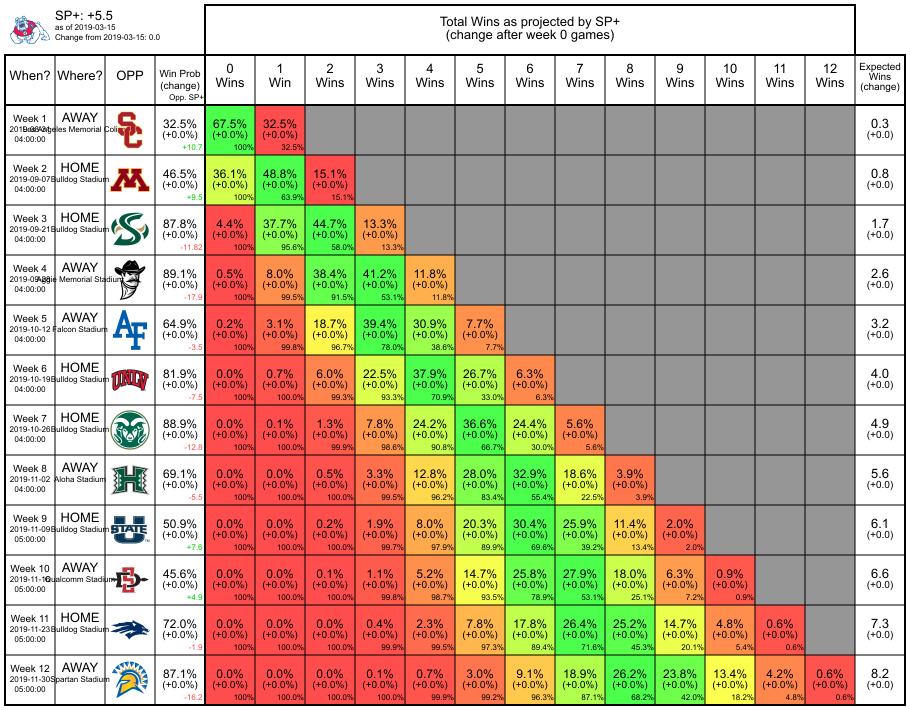 SP+: +5.5
as of 2019-03-15
Change from 2019-03-15: 0.0
Total Wins as projected by SP+
(change after week 0 games)
When? Where? OPP Win Prob (change) Opp. SP+ 0 Wins 1 Win 2 Wins 3 Wins 4 Wins 5 Wins 6 Wins 7 Wins 8 Wins 9 Wins 10 Wins 11 Wins 12 Wins Expected Wins (change)
Week 1 AWAY SC 32.5% 67.5% 32.5% 0.3
(+0.0%) (+0.0%) (+0.0%) (+0.0)
04:00:00 +10.7 100% 32.5%
Week 2 HOME M 46.5% 36.1% 48.8% 15.1% 0.8
2019-09-07 Bulldog Stadium (+0.0%) (+0.0%) (+0.0%) (+0.0%) (+0.0)
04:00:00 +9.5 100% 63.9% 15.1%
Week 3 HOME S 87.8% 4.4% 37.7% 44.7% 13.3% 1.7
2019-09-21 Bulldog Stadium (+0.0%) (+0.0%) (+0.0%) (+0.0%) (+0.0%) (+0.0)
04:00:00 -11.82 100% 95.6% 58.0% 13.3%
Week 4 AWAY 89.1% 0.5% 8.0% 38.4% 41.2% 11.8% 2.6
Memorial Stadium (+0.0%) (+0.0%) (+0.0%) (+0.0%) (+0.0%) (+0.0%) (+0.0)
04:00:00 -17.9 100% 99.5% 91.5% 53.1% 11.8%
Week 5 AWAY AF 64.9% 0.2% 3.1% 18.7% 39.4% 30.9% 7.7% 3.2
2019-10-12 Falcon Stadium (+0.0%) (+0.0%) (+0.0%) (+0.0%) (+0.0%) (+0.0%) (+0.0%) (+0.0)
04:00:00 -3.5 100% 99.8% 96.7% 78.0% 38.6% 7.7%
Week 6 HOME UNLV 81.9% 0.0% 0.7% 6.0% 22.5% 37.9% 26.7% 6.3% 4.0
2019-10-19 Bulldog Stadium (+0.0%) (+0.0%) (+0.0%) (+0.0%) (+0.0%) (+0.0%) (+0.0%) (+0.0%) (+0.0)
04:00:00 -7.5 100% 100.0% 99.3% 93.3% 70.9% 33.0% 6.3%
Week 7 HOME 88.9% 0.0% 0.1% 1.3% 7.8% 24.2% 36.6% 24.4% 5.6% 4.9
2019-10-26 Bulldog Stadium (+0.0%) (+0.0%) (+0.0%) (+0.0%) (+0.0%) (+0.0%) (+0.0%) (+0.0%) (+0.0%) (+0.0)
04:00:00 -12.8 100% 100.0% 99.9% 98.6% 90.8% 66.7% 30.0% 5.6%
Week 8 AWAY H 69.1% 0.0% 0.0% 0.5% 3.3% 12.8% 28.0% 32.9% 18.6% 3.9% 5.6
2019-11-02 Aloha Stadium (+0.0%) (+0.0%) (+0.0%) (+0.0%) (+0.0%) (+0.0%) (+0.0%) (+0.0%) (+0.0%) (+0.0%) (+0.0)
04:00:00 -5.5 100% 100.0% 100.0% 99.5% 96.2% 83.4% 55.4% 22.5% 3.9%
Week 9 HOME U STATE 50.9% 0.0% 0.0% 0.2% 1.9% 8.0% 20.3% 30.4% 25.9% 11.4% 2.0% 6.1
2019-11-09 Bulldog Stadium (+0.0%) (+0.0%) (+0.0%) (+0.0%) (+0.0%) (+0.0%) (+0.0%) (+0.0%) (+0.0%) (+0.0%) (+0.0%) (+0.0)
05:00:00 +7.6 100% 100.0% 100.0% 99.7% 97.9% 89.9% 69.6% 39.2% 13.4% 2.0%
Week 10 AWAY SD 45.6% 0.0% 0.0% 0.1% 1.1% 5.2% 14.7% 25.8% 27.9% 18.0% 6.3% 0.9% 6.6
Qualcomm Stadium (+0.0%) (+0.0%) (+0.0%) (+0.0%) (+0.0%) (+0.0%) (+0.0%) (+0.0%) (+0.0%) (+0.0%) (+0.0%) (+0.0%) (+0.0)
05:00:00 +4.9 100% 100.0% 100.0% 99.8% 98.7% 93.5% 78.9% 53.1% 25.1% 7.2% 0.9%
Week 11 HOME 72.0% 0.0% 0.0% 0.0% 0.4% 2.3% 7.8% 17.8% 26.4% 25.2% 14.7% 4.8% 0.6% 7.3
2019-11-23 Bulldog Stadium (+0.0%) (+0.0%) (+0.0%) (+0.0%) (+0.0%) (+0.0%) (+0.0%) (+0.0%) (+0.0%) (+0.0%) (+0.0%) (+0.0%) (+0.0%) (+0.0)
05:00:00 -1.9 100% 100.0% 100.0% 99.9% 99.5% 97.3% 89.4% 71.6% 45.3% 20.1% 5.4% 0.6%
Week 12 AWAY 87.1% 0.0% 0.0% 0.0% 0.1% 0.7% 3.0% 9.1% 18.9% 26.2% 23.8% 13.4% 4.2% 0.6% 8.2
2019-11-30 Spartan Stadium (+0.0%) (+0.0%) (+0.0%) (+0.0%) (+0.0%) (+0.0%) (+0.0%) (+0.0%) (+0.0%) (+0.0%) (+0.0%) (+0.0%) (+0.0%) (+0.0%) (+0.0)
05:00:00 -16.2 100% 100.0% 100.0% 100.0% 99.9% 99.2% 96.3% 87.1% 68.2% 42.0% 18.2% 4.8% 0.6%